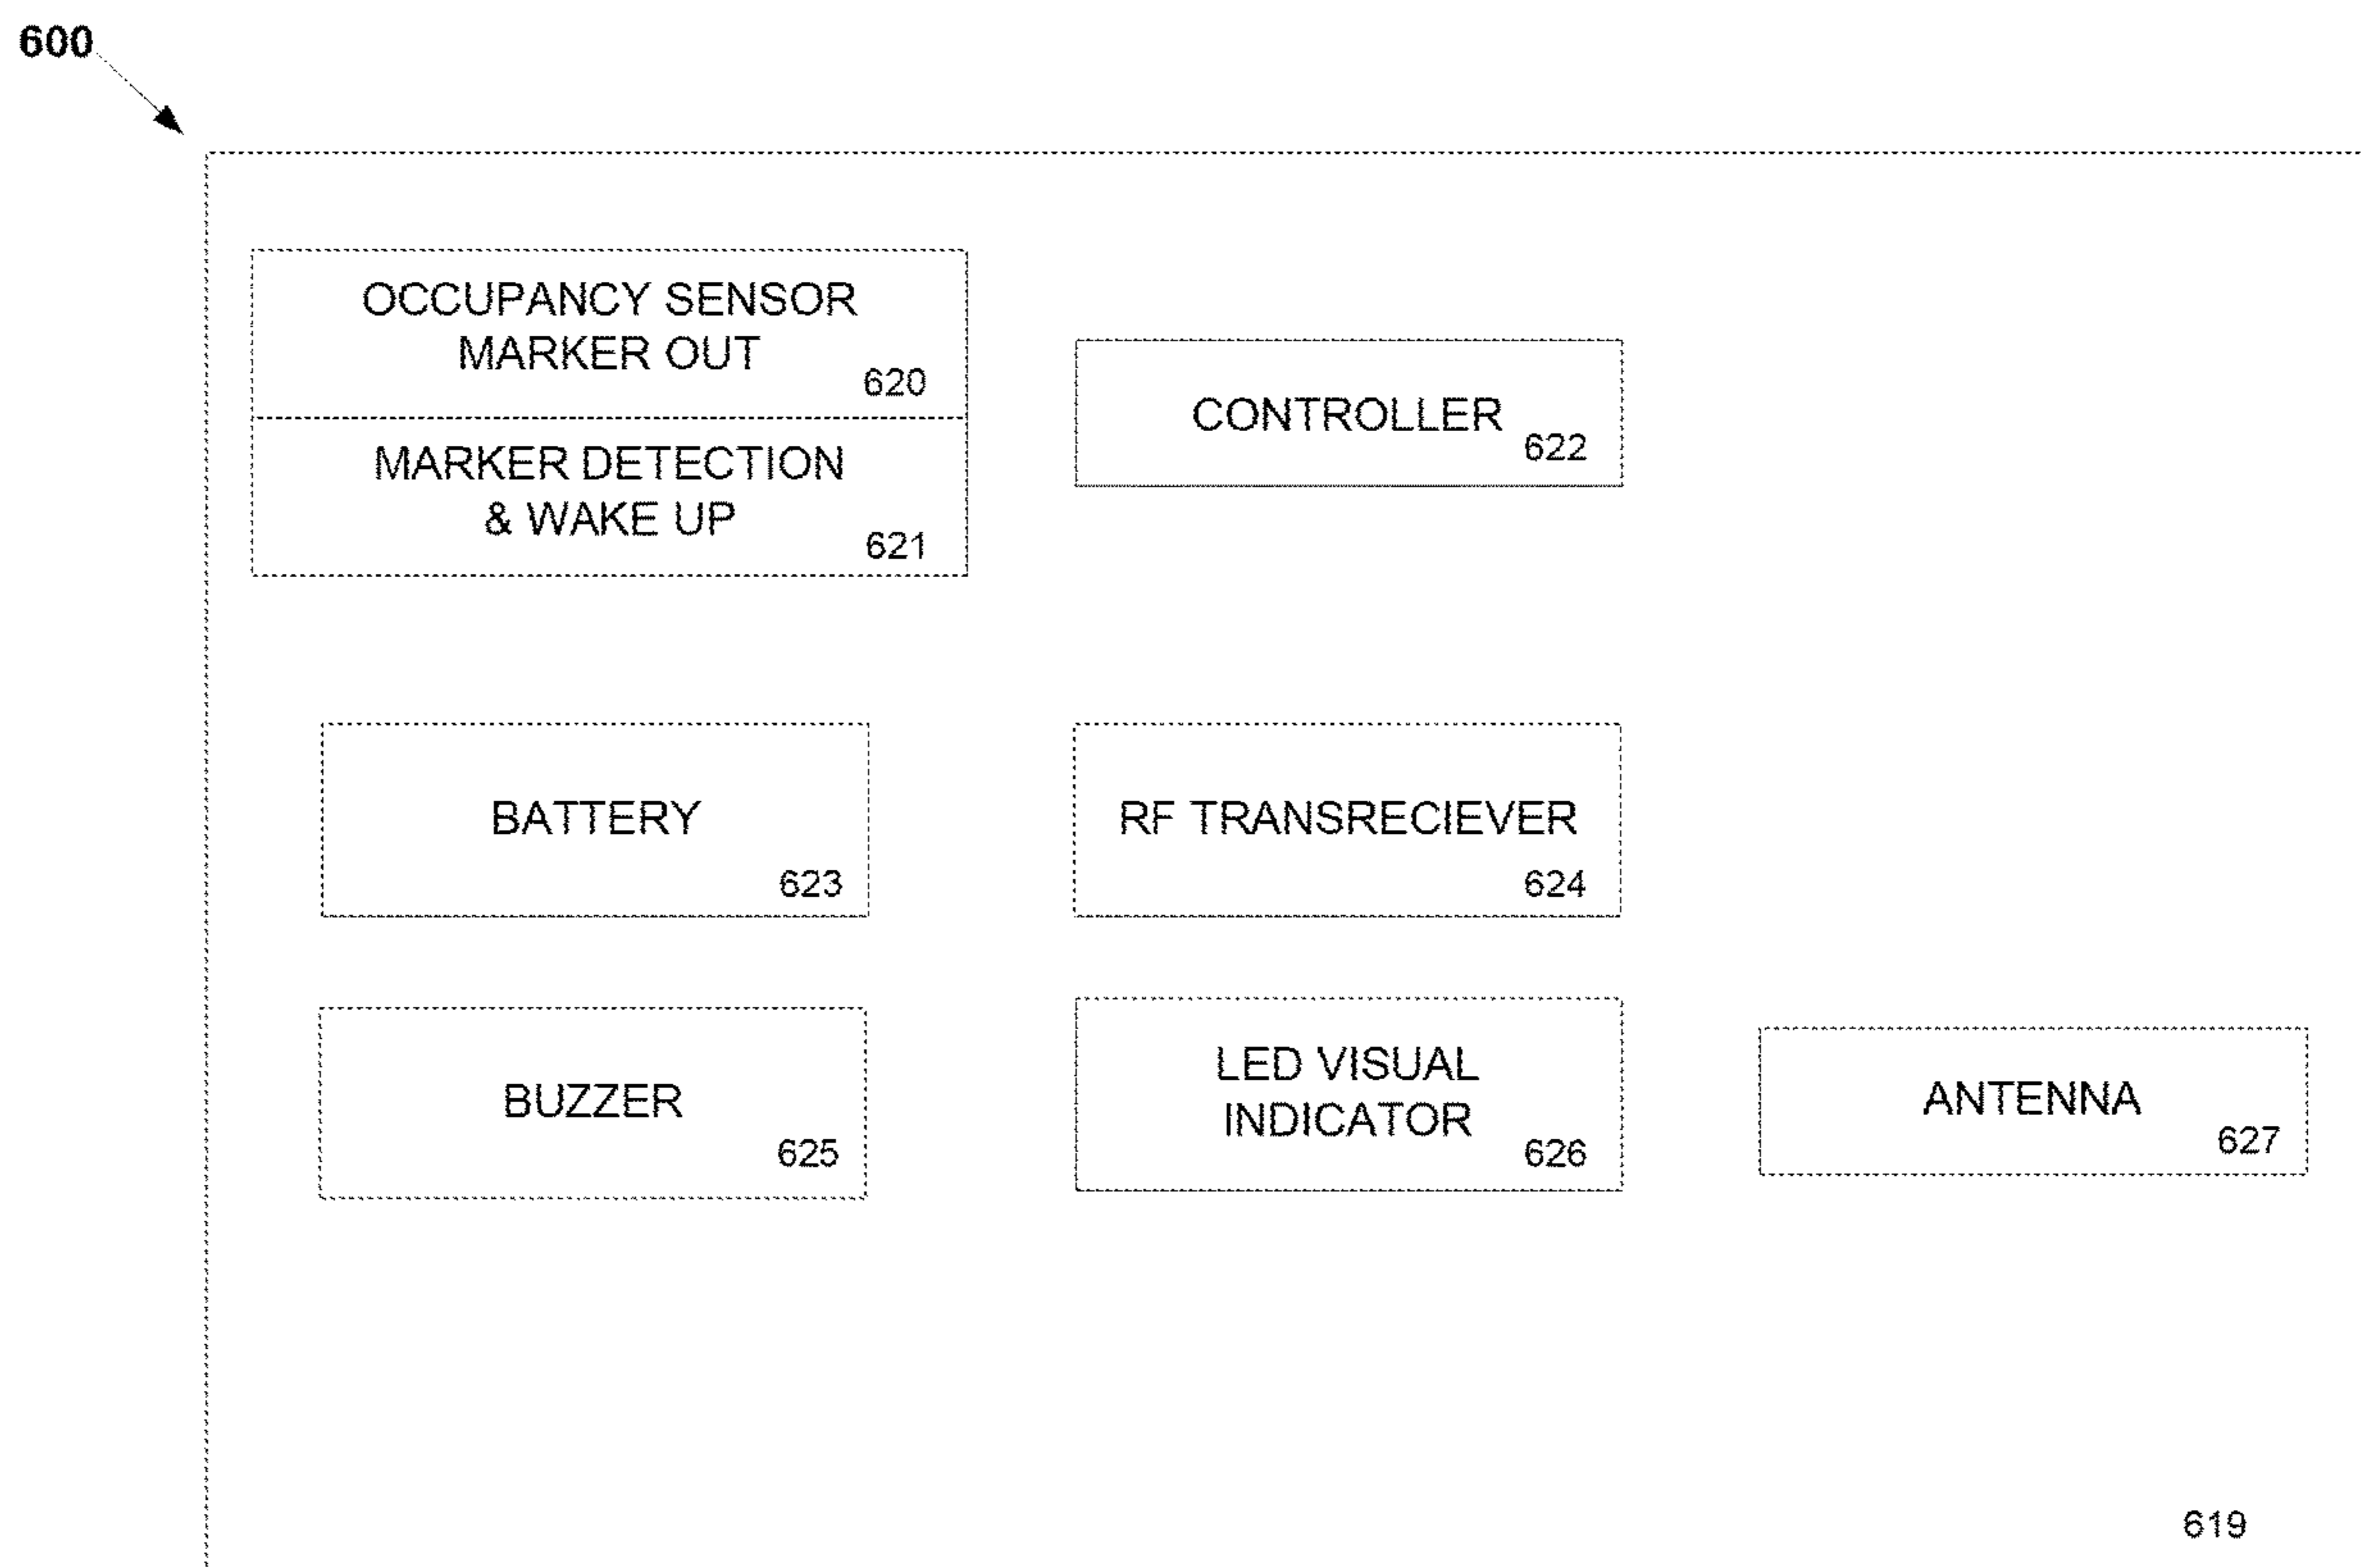 600
OCCUPANCY SENSOR
MARKER OUT
620
MARKER DETECTION
& WAKE UP
621
CONTROLLER
622
BATTERY
623
RF TRANSRECIEVER
624
BUZZER
625
LED VISUAL
INDICATOR
626
ANTENNA
627
619